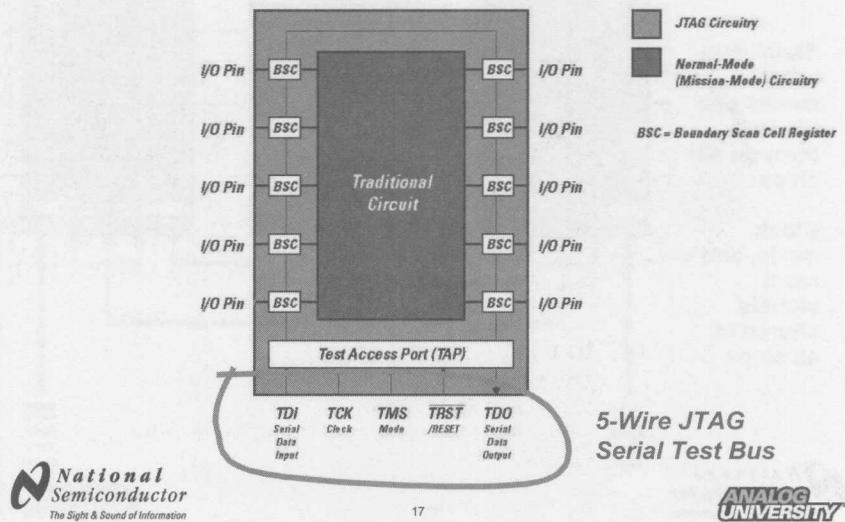 JTAG Circuitry
Normal-Mode
(Mission-Mode) Circuitry
BSC = Boundary Scan Cell Register
I/O Pin BSC BSC I/O Pin
I/O Pin BSC BSC I/O Pin
I/O Pin BSC BSC I/O Pin
I/O Pin BSC BSC I/O Pin
I/O Pin BSC BSC I/O Pin
Traditional
Circuit
Test Access Port (TAP)
TDI TCK TMS TRST TDO
Serial Clock Mode /RESET Serial
Data Data
Input Output
5-Wire JTAG
Serial Test Bus
National
Semiconductor
The Sight & Sound of Information
17
ANALOG
UNIVERSITY